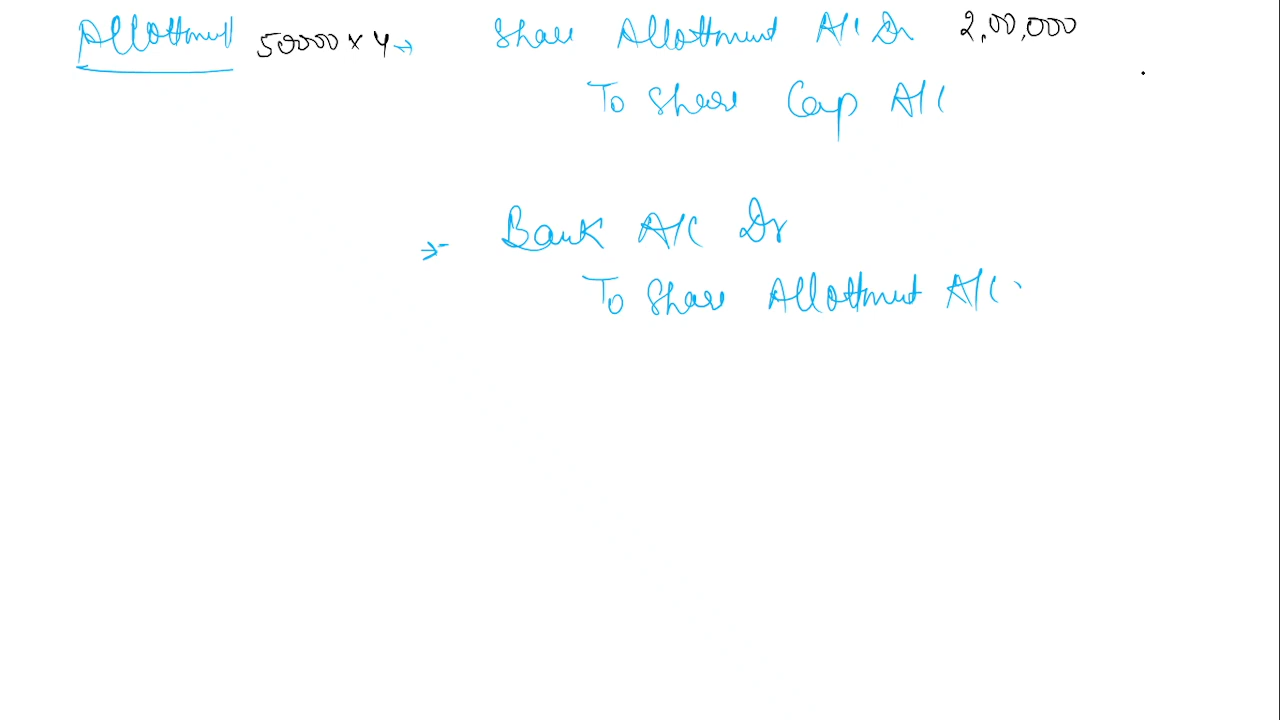 Allotment 50000 × 4 → Share Allotment A/C Dr 2,00,000
To Share Cap A/C
→ Bank A/C Dr
To Share Allotment A/C